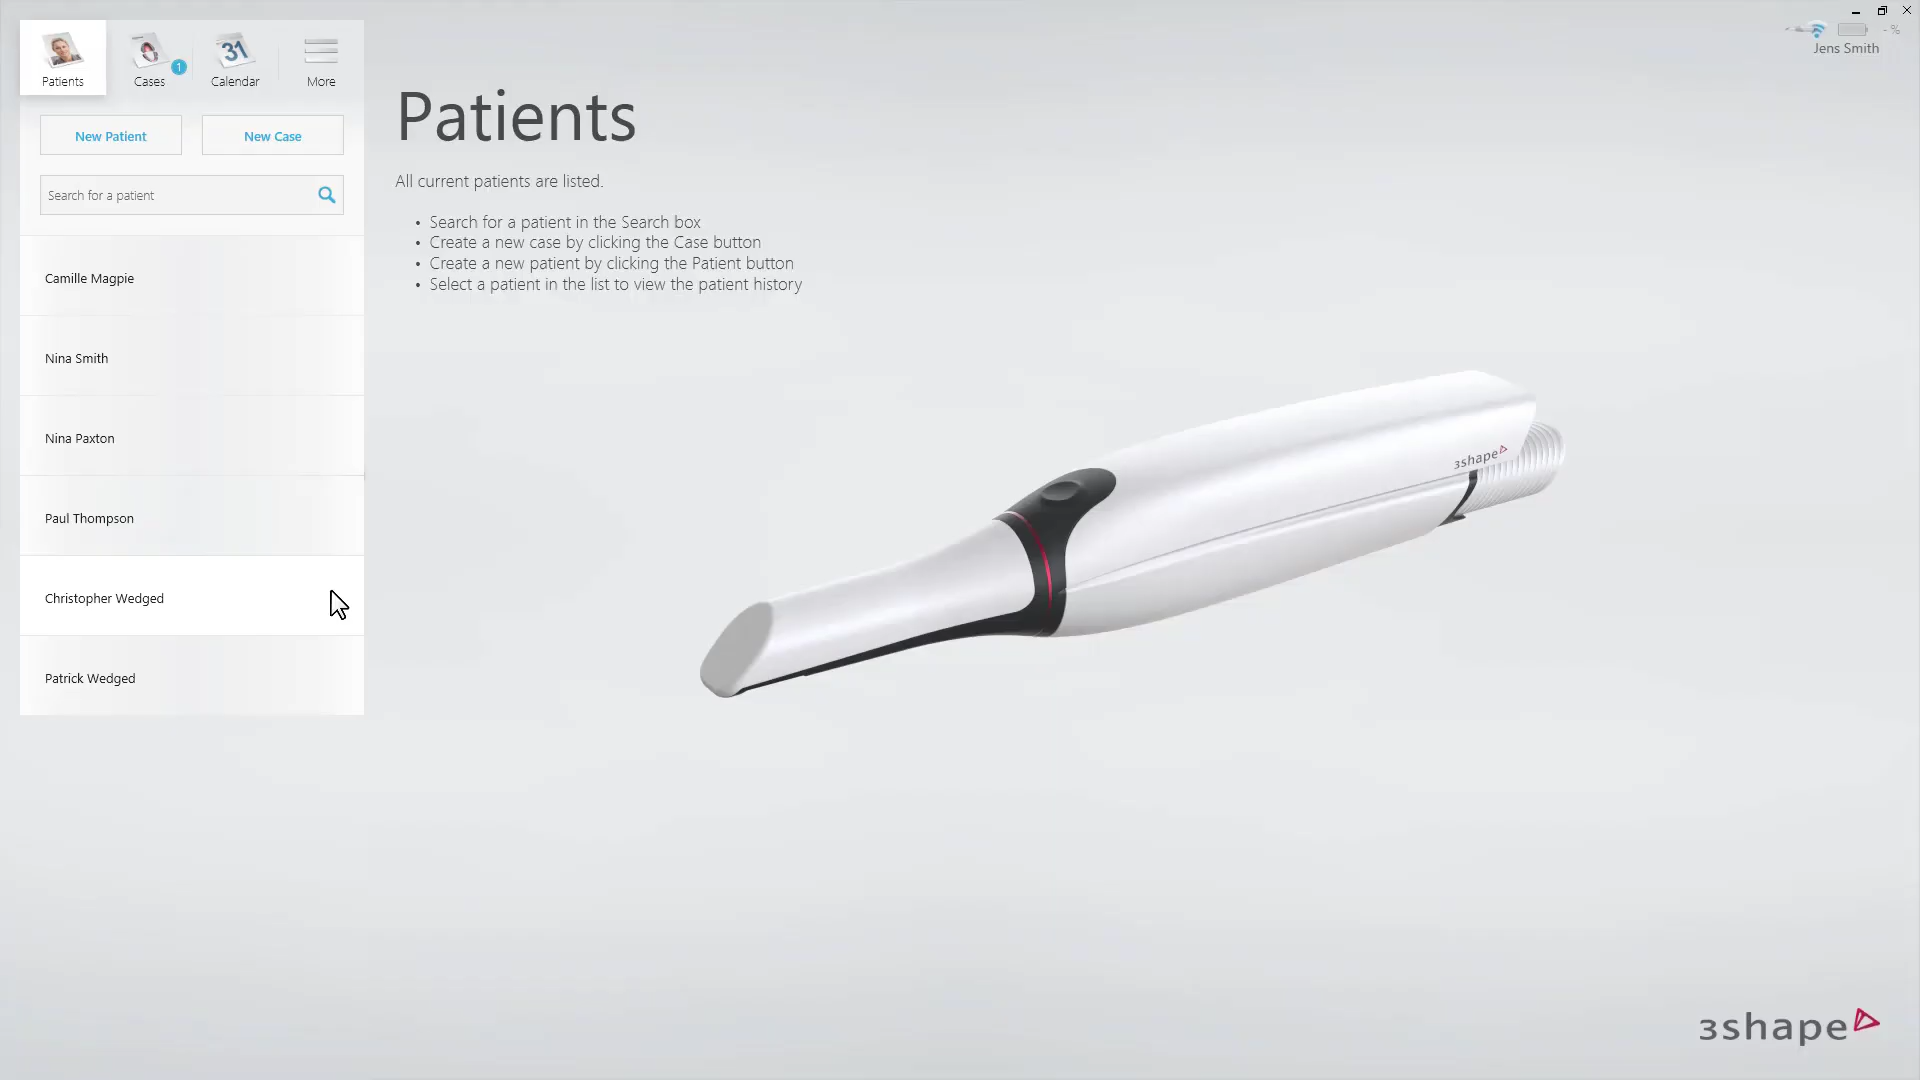 Patients
Cases
1
31
Calendar
More
- %
Jens Smith
New Patient
New Case
Search for a patient
Patients
All current patients are listed.
• Search for a patient in the Search box
• Create a new case by clicking the Case button
• Create a new patient by clicking the Patient button
• Select a patient in the list to view the patient history
Camille Magpie
Nina Smith
Nina Paxton
Paul Thompson
Christopher Wedged
Patrick Wedged
3shape
3shape